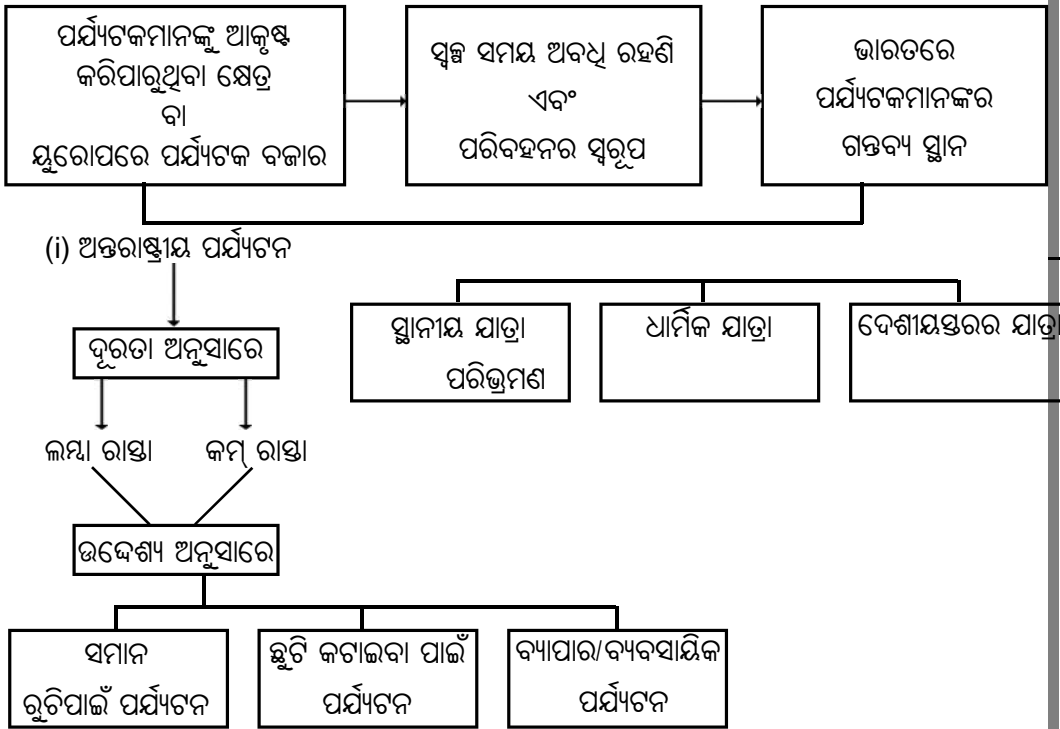 ପର୍ଯ୍ୟଟକମାନଙ୍କୁ ଆକୃଷ୍ଟ
କରିପାରୁଥିବା କ୍ଷେତ୍ର
ବା
ୟୁରୋପରେ ପର୍ଯ୍ୟଟକ ବଜାର
ସ୍ୱଳ୍ପ ସମୟ ଅବଧି ରହଣି
ଏବଂ
ପରିବହନର ସ୍ୱରୂପ
ଭାରତରେ
ପର୍ଯ୍ୟଟକମାନଙ୍କର
ଗନ୍ତବ୍ୟ ସ୍ଥାନ
(i) ଅନ୍ତରାଷ୍ଟ୍ରୀୟ ପର୍ଯ୍ୟଟନ
ସ୍ଥାନୀୟ ଯାତ୍ରା
ପରିଭ୍ରମଣ
ଧାର୍ମିକ ଯାତ୍ରା
ଦେଶୀୟସ୍ତରର ଯାତ୍ରା
ଦୂରତା ଅନୁସାରେ
ଲମ୍ବା ରାସ୍ତା
କମ୍ ରାସ୍ତା
ଉଦ୍ଦେଶ୍ୟ ଅନୁସାରେ
ସମାନ
ରୁଚିପାଇଁ ପର୍ଯ୍ୟଟନ
ଛୁଟି କଟାଇବା ପାଇଁ
ପର୍ଯ୍ୟଟନ
ବ୍ୟାପାର/ବ୍ୟବସାୟିକ
ପର୍ଯ୍ୟଟନ